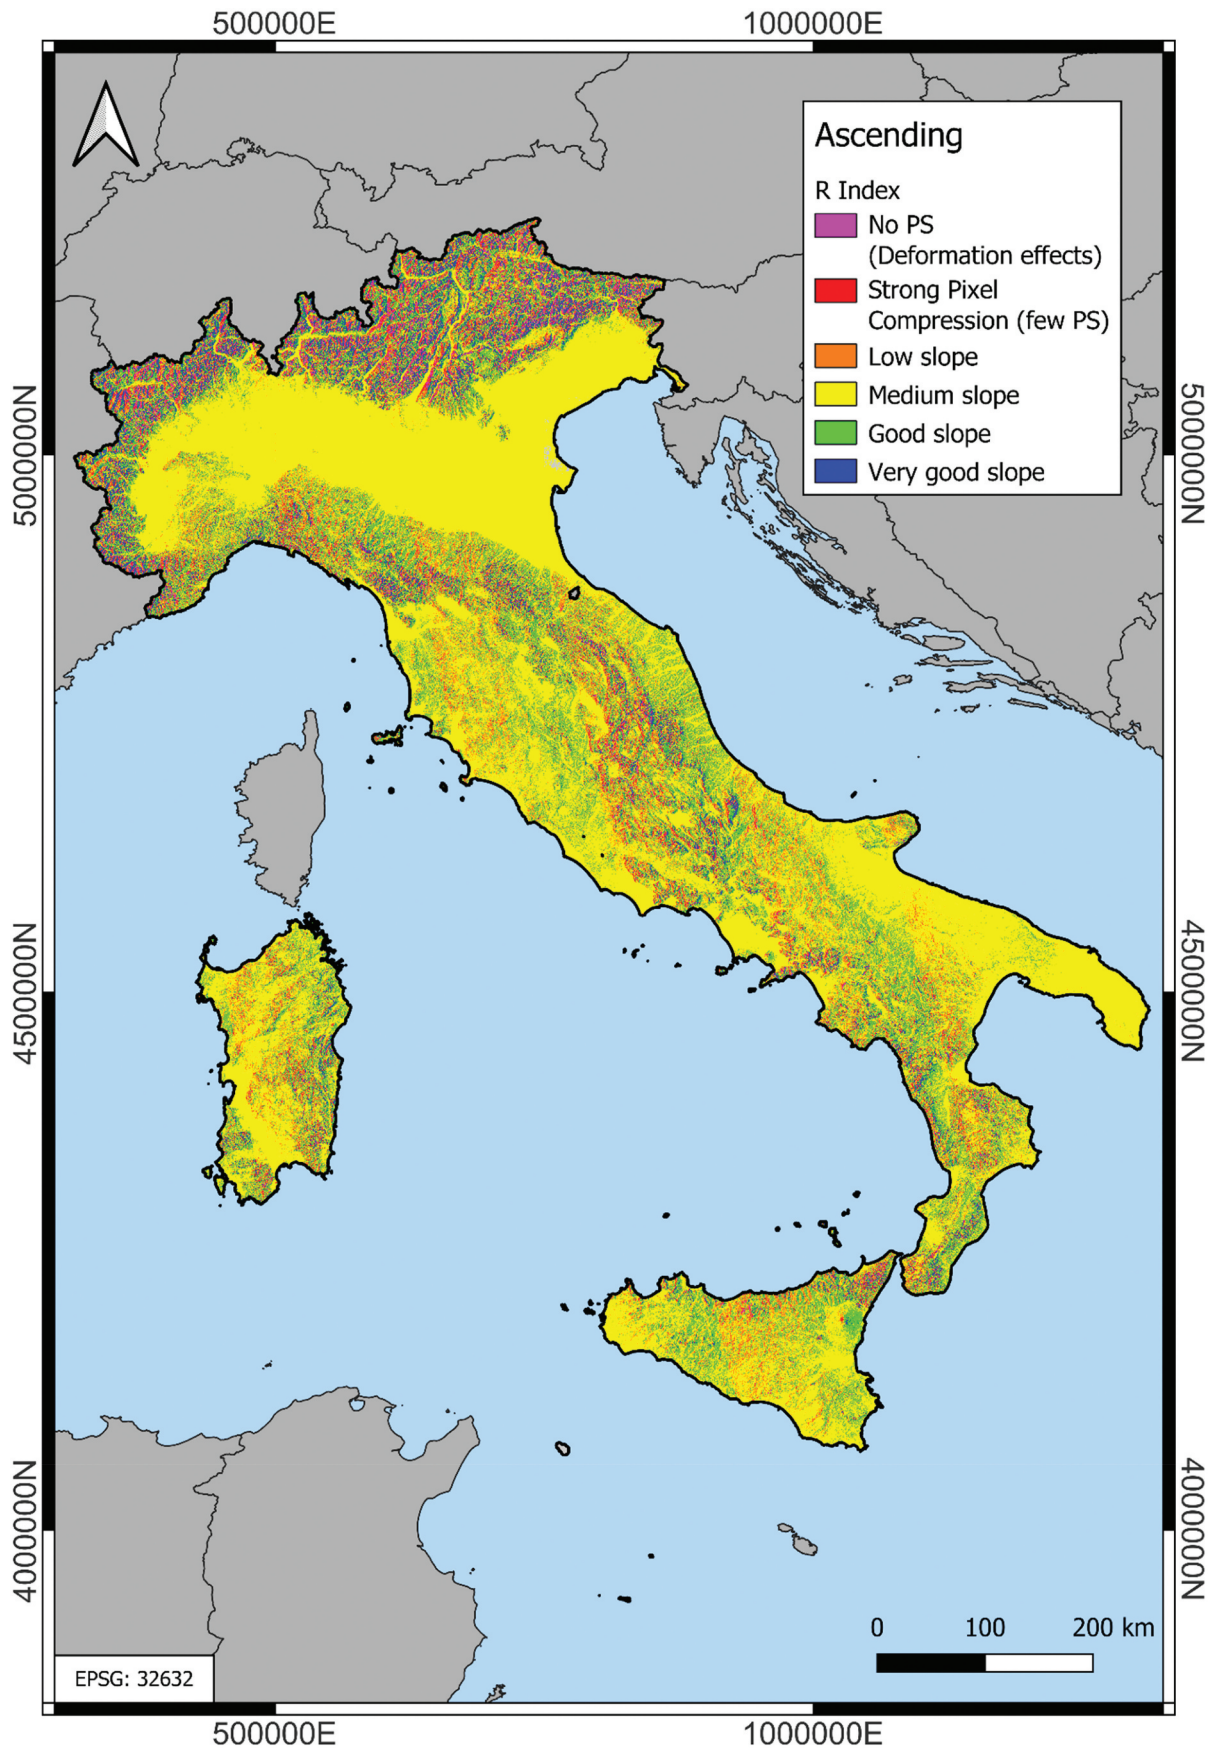 500000E
1000000E
Ascending
R Index
No PS
(Deformation effects)
Strong Pixel
Compression (few PS)
Low slope
Medium slope
Good slope
Very good slope
5000000N
5000000N
4500000N
4500000N
4000000N
4000000N
0
100
200 km
EPSG: 32632
500000E
1000000E